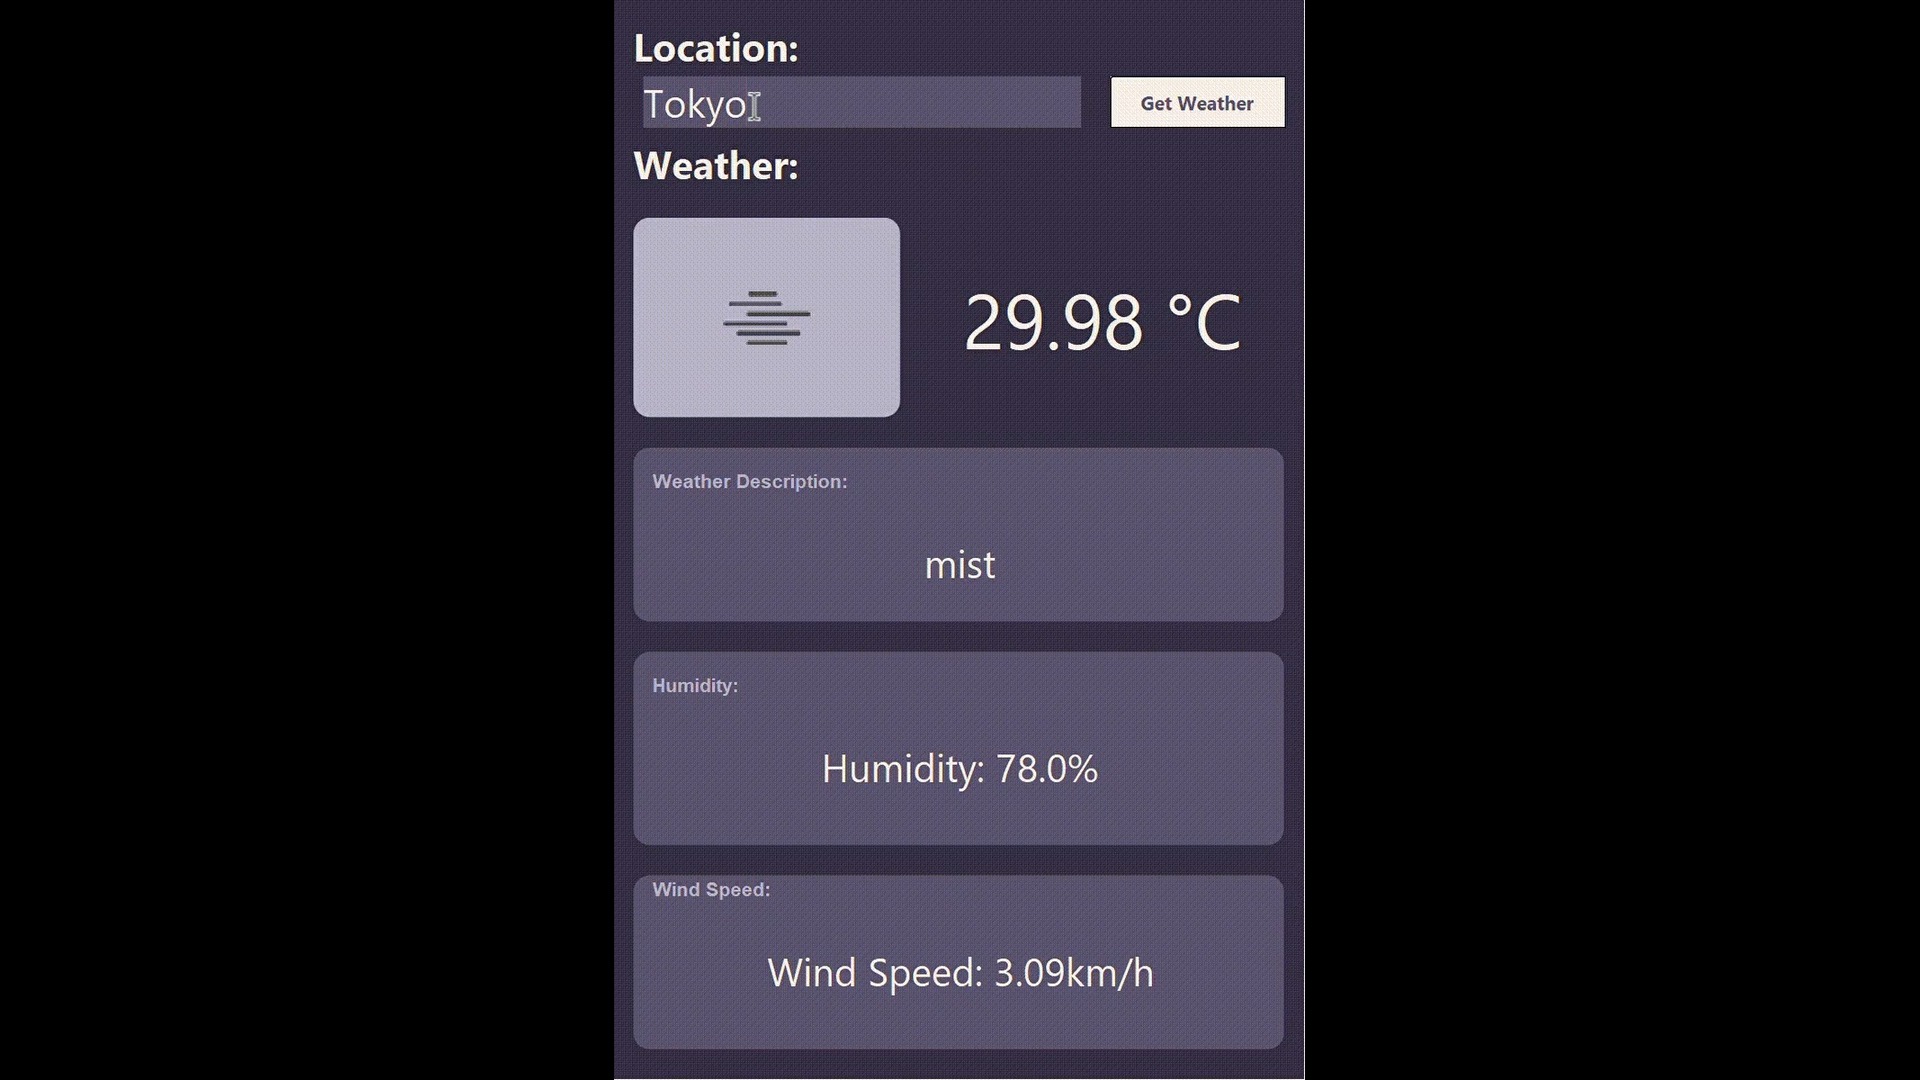 Location:
Tokyo
Get Weather
Weather:
29.98 °C
Weather Description:
mist
Humidity:
Humidity: 78.0%
Wind Speed:
Wind Speed: 3.09km/h